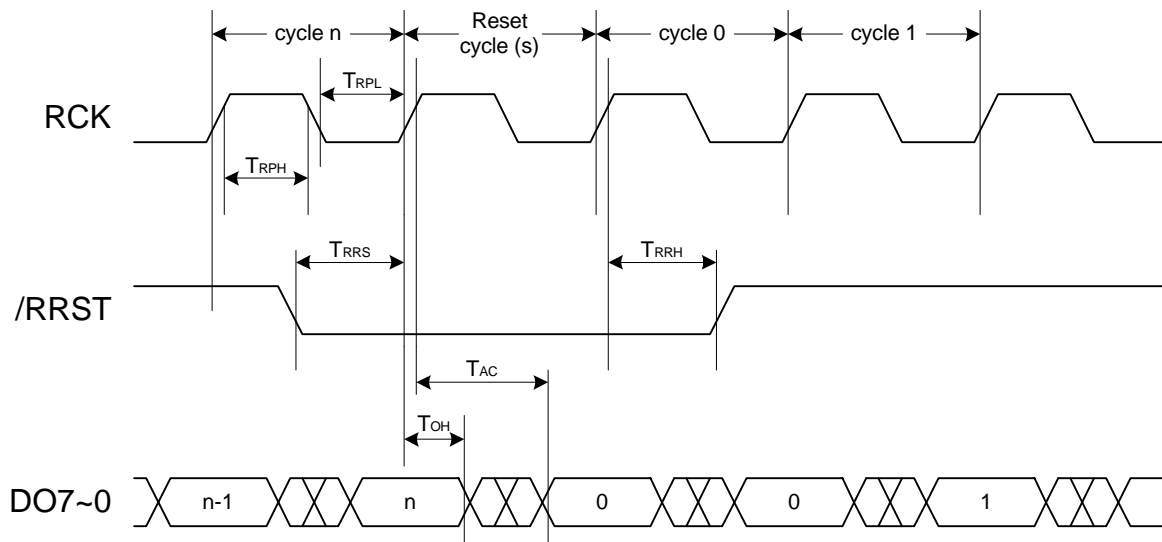 cycle n
Reset
cycle (s)
cycle 0
cycle 1
TRPL
RCK
TRPH
TRRS
TRRH
/RRST
TAC
TOH
DO7~0
n-1
n
0
0
1